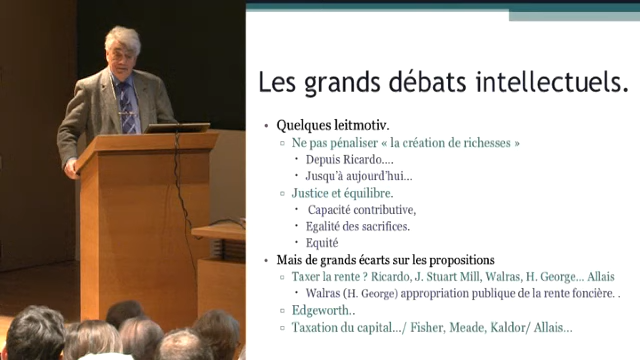 Les grands débats intellectuels.
• Quelques leitmotiv.
▫ Ne pas pénaliser « la création de richesses »
• Depuis Ricardo....
• Jusqu'à aujourd'hui...
▫ Justice et équilibre.
• Capacité contributive,
• Egalité des sacrifices.
• Equité
• Mais de grands écarts sur les propositions
▫ Taxer la rente ? Ricardo, J. Stuart Mill, Walras, H. George... Allais
• Walras (H. George) appropriation publique de la rente foncière. .
▫ Edgeworth..
▫ Taxation du capital.../ Fisher, Meade, Kaldor/ Allais...